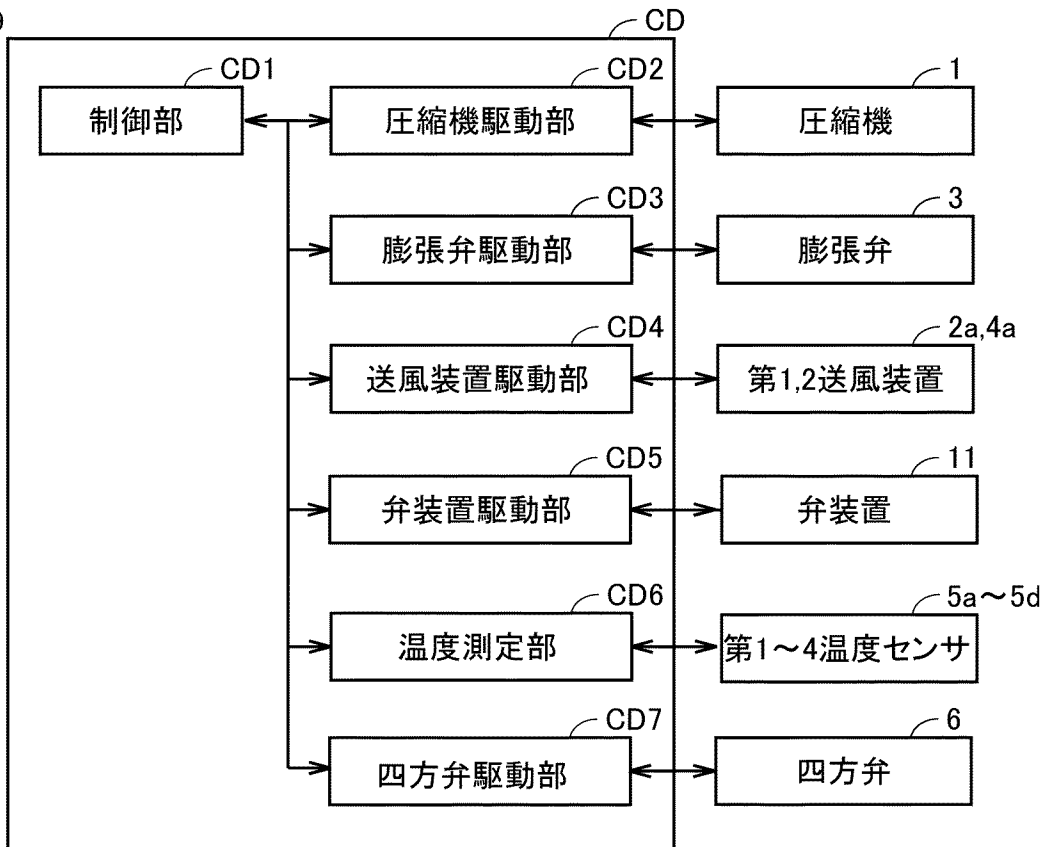 CD
CD1
制御部
CD2
圧縮機駆動部
1
圧縮機
CD3
膨張弁駆動部
3
膨張弁
CD4
送風装置駆動部
2a,4a
第1,2送風装置
CD5
弁装置駆動部
11
弁装置
CD6
温度測定部
5a～5d
第1～4温度センサ
CD7
四方弁駆動部
6
四方弁